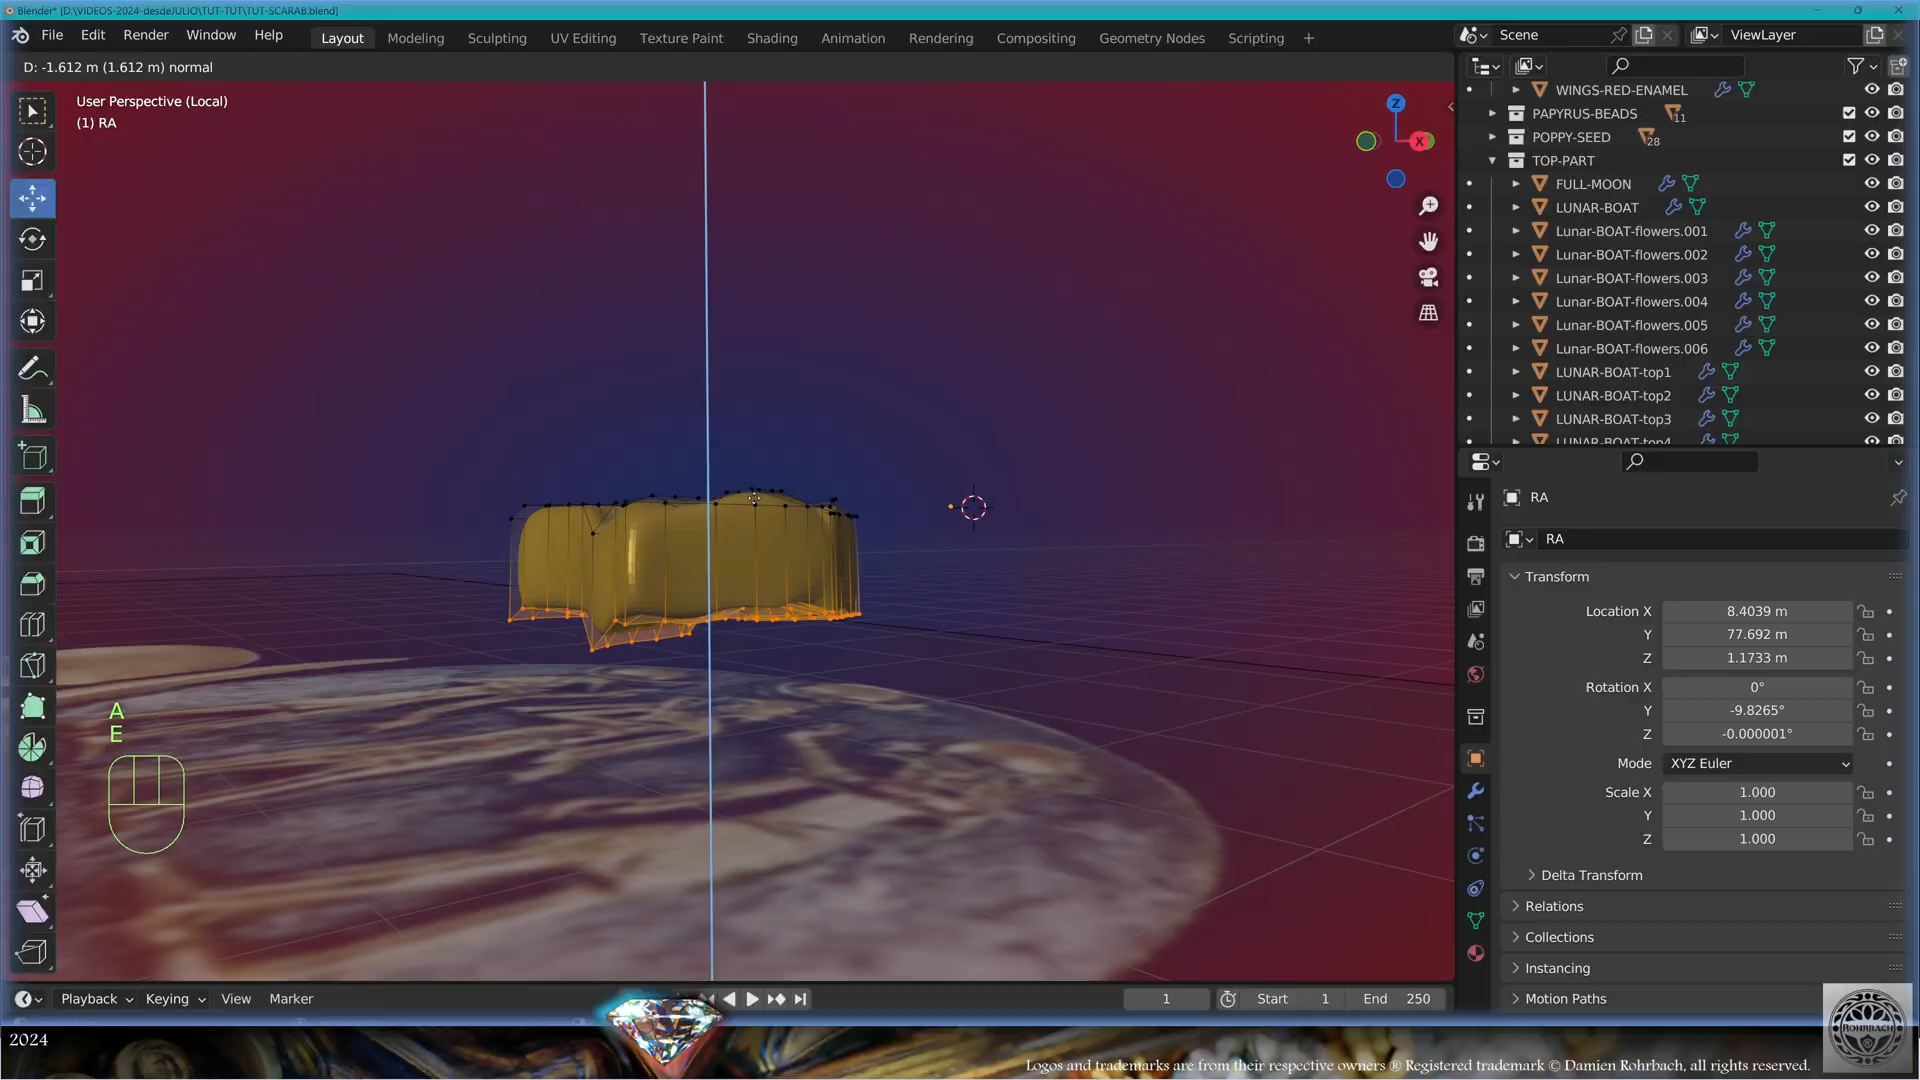 Blender* [D:\VIDEOS-2024-desdeJULIO\TUT-TUT\TUT-SCARAB.blend]
File Edit Render Window Help Layout Modeling Sculpting UV Editing Texture Paint Shading Animation Rendering Compositing Geometry Nodes Scripting + Scene ViewLayer
D: -1.612 m (1.612 m) normal
User Perspective (Local)
(1) RA
Z
X
WINGS-RED-ENAMEL
PAPYRUS-BEADS 11
POPPY-SEED 28
TOP-PART
FULL-MOON
LUNAR-BOAT
Lunar-BOAT-flowers.001
Lunar-BOAT-flowers.002
Lunar-BOAT-flowers.003
Lunar-BOAT-flowers.004
Lunar-BOAT-flowers.005
Lunar-BOAT-flowers.006
LUNAR-BOAT-top1
LUNAR-BOAT-top2
LUNAR-BOAT-top3
LUNAR-BOAT-top4
RA
RA
Transform
Location X 8.4039 m
Y 77.692 m
Z 1.1733 m
Rotation X 0°
Y -9.8265°
Z -0.000001°
Mode XYZ Euler
Scale X 1.000
Y 1.000
Z 1.000
Delta Transform
Relations
Collections
Instancing
Motion Paths
A
E
Playback Keying View Marker 1 Start 1 End 250
2024
ROHRBACH
Logos and trademarks are from their respective owners ® Registered trademark © Damien Rohrbach, all rights reserved.